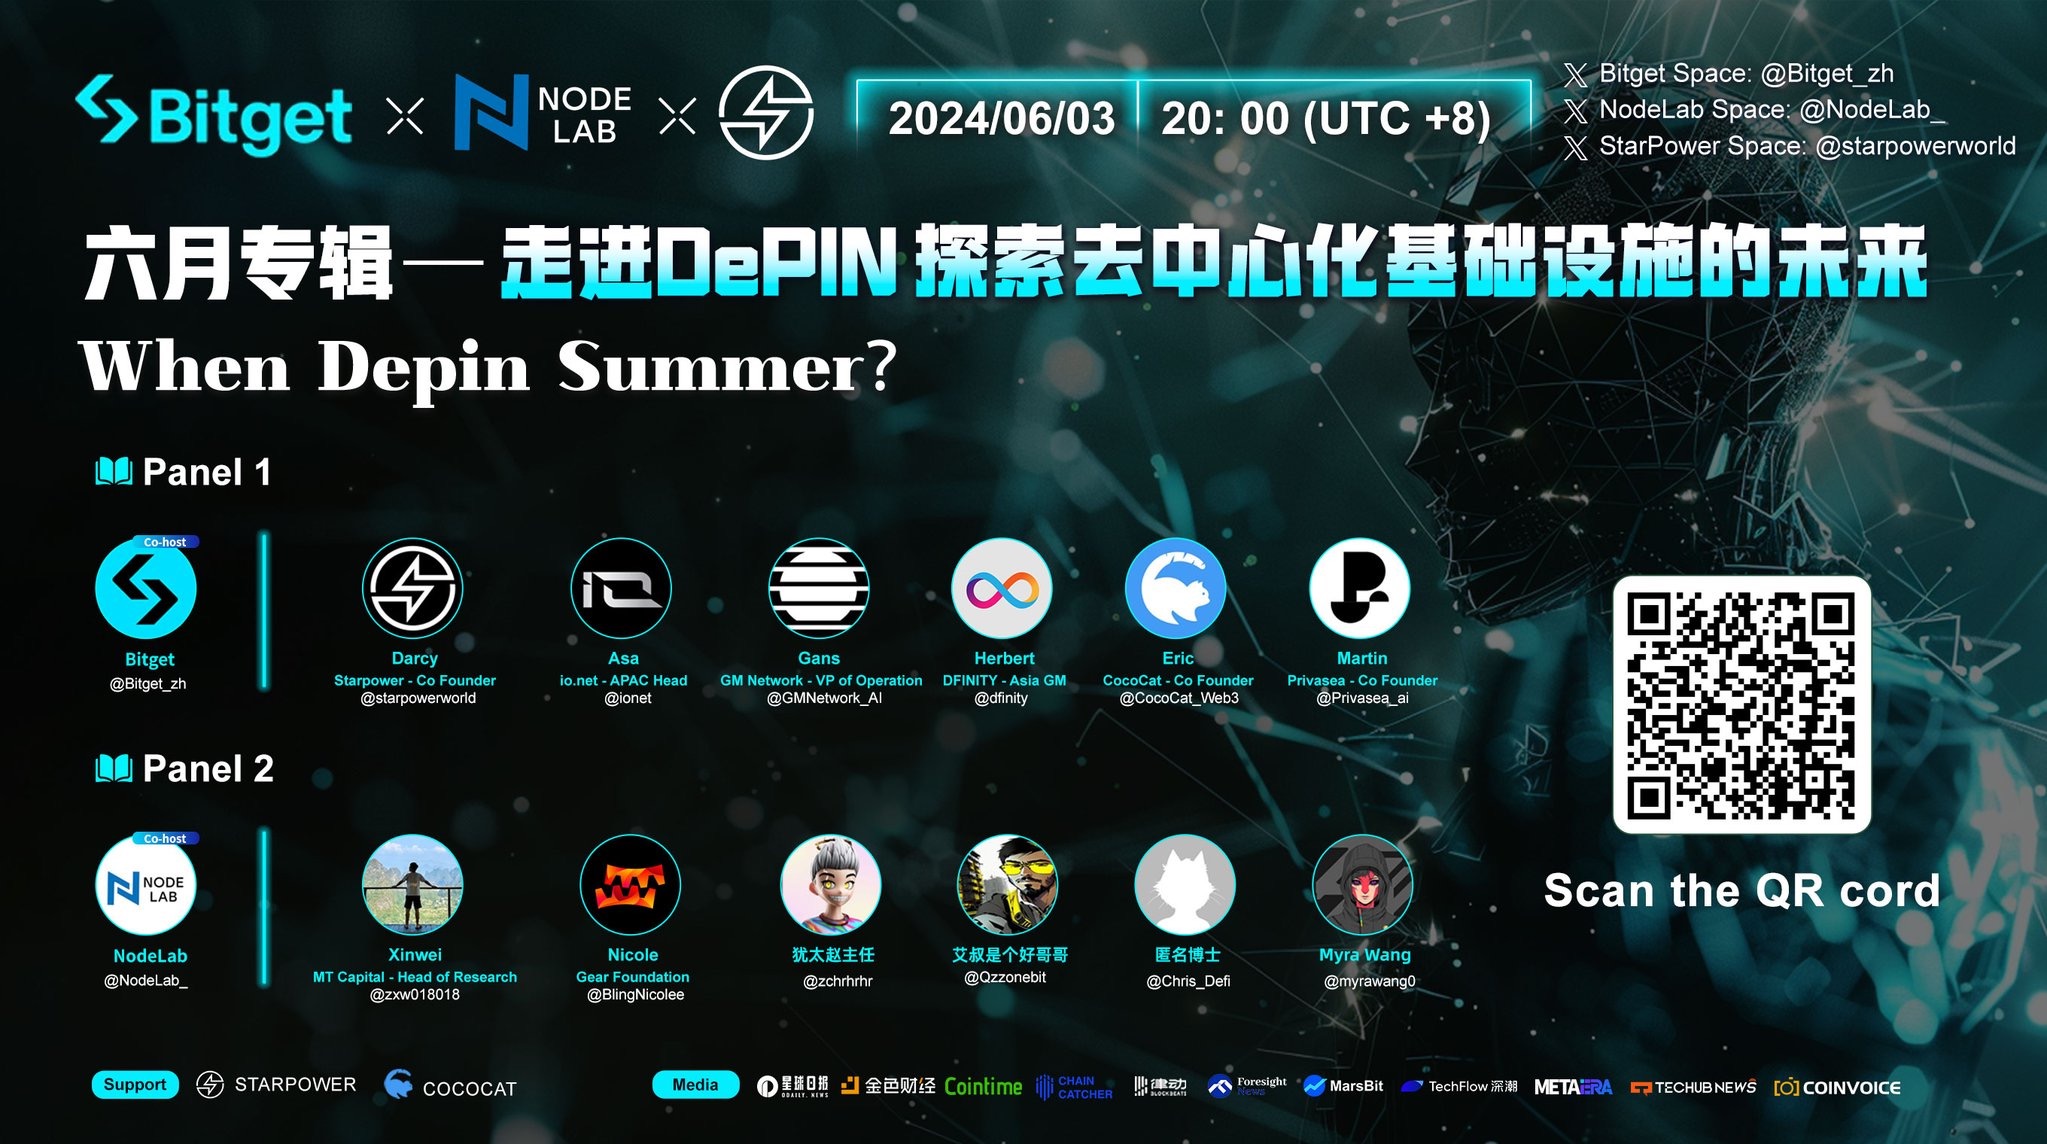 Bitget
NODE
LAB
2024/06/03
20: 00 (UTC +8)
Bitget Space: @Bitget_zh
NodeLab Space: @NodeLab_
StarPower Space: @starpowerworld
六月专辑—走进DePIN 探索去中心化基础设施的未来
When Depin Summer?
Panel 1
Co-host
Bitget
@Bitget_zh
Darcy
Starpower - Co Founder
@starpowerworld
Asa
io.net - APAC Head
@ionet
Gans
GM Network - VP of Operation
@GMNetwork_AI
Herbert
DFINITY - Asia GM
@dfinity
Eric
CocoCat - Co Founder
@CocoCat_Web3
Martin
Privasea - Co Founder
@Privasea_ai
Panel 2
Co-host
NODE
LAB
NodeLab
@NodeLab_
Xinwei
MT Capital - Head of Research
@zxw018018
Nicole
Gear Foundation
@BlingNicolee
犹太赵主任
@zchrhrhr
艾叔是个好哥哥
@Qzzonebit
匿名博士
@Chris_Defi
Myra Wang
@myrawang0
Scan the QR cord
Support
STARPOWER
COCOCAT
Media
星球日报
ODAILY. NEWS
金色财经
Cointime
CHAIN
CATCHER
律动
BLOCKBEATS
Foresight
News
MarsBit
TechFlow 深潮
METAERA
TECHUB NEWS
COINVOICE